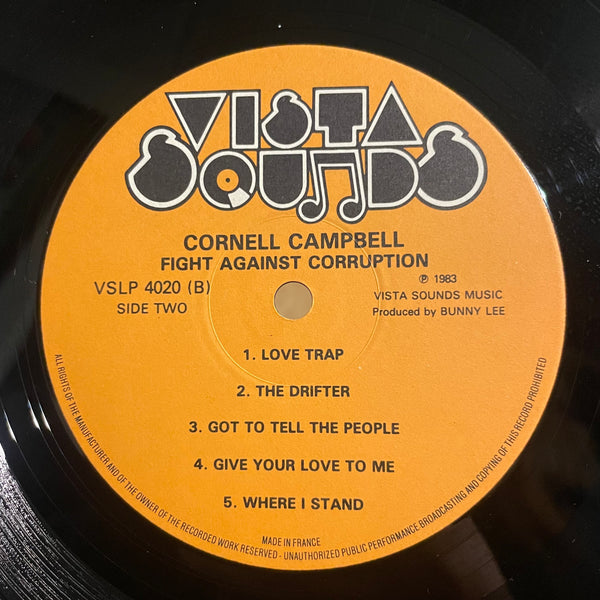 VISTA
SOUNDS
CORNELL CAMPBELL
FIGHT AGAINST CORRUPTION
VSLP 4020 (B)
SIDE TWO
℗ 1983
VISTA SOUNDS MUSIC
Produced by BUNNY LEE
1. LOVE TRAP
2. THE DRIFTER
3. GOT TO TELL THE PEOPLE
4. GIVE YOUR LOVE TO ME
5. WHERE I STAND
MADE IN FRANCE
ALL RIGHTS OF THE MANUFACTURER AND OF THE OWNER OF THE RECORDED WORK RESERVED - UNAUTHORIZED PUBLIC PERFORMANCE BROADCASTING AND COPYING OF THIS RECORD PROHIBITED